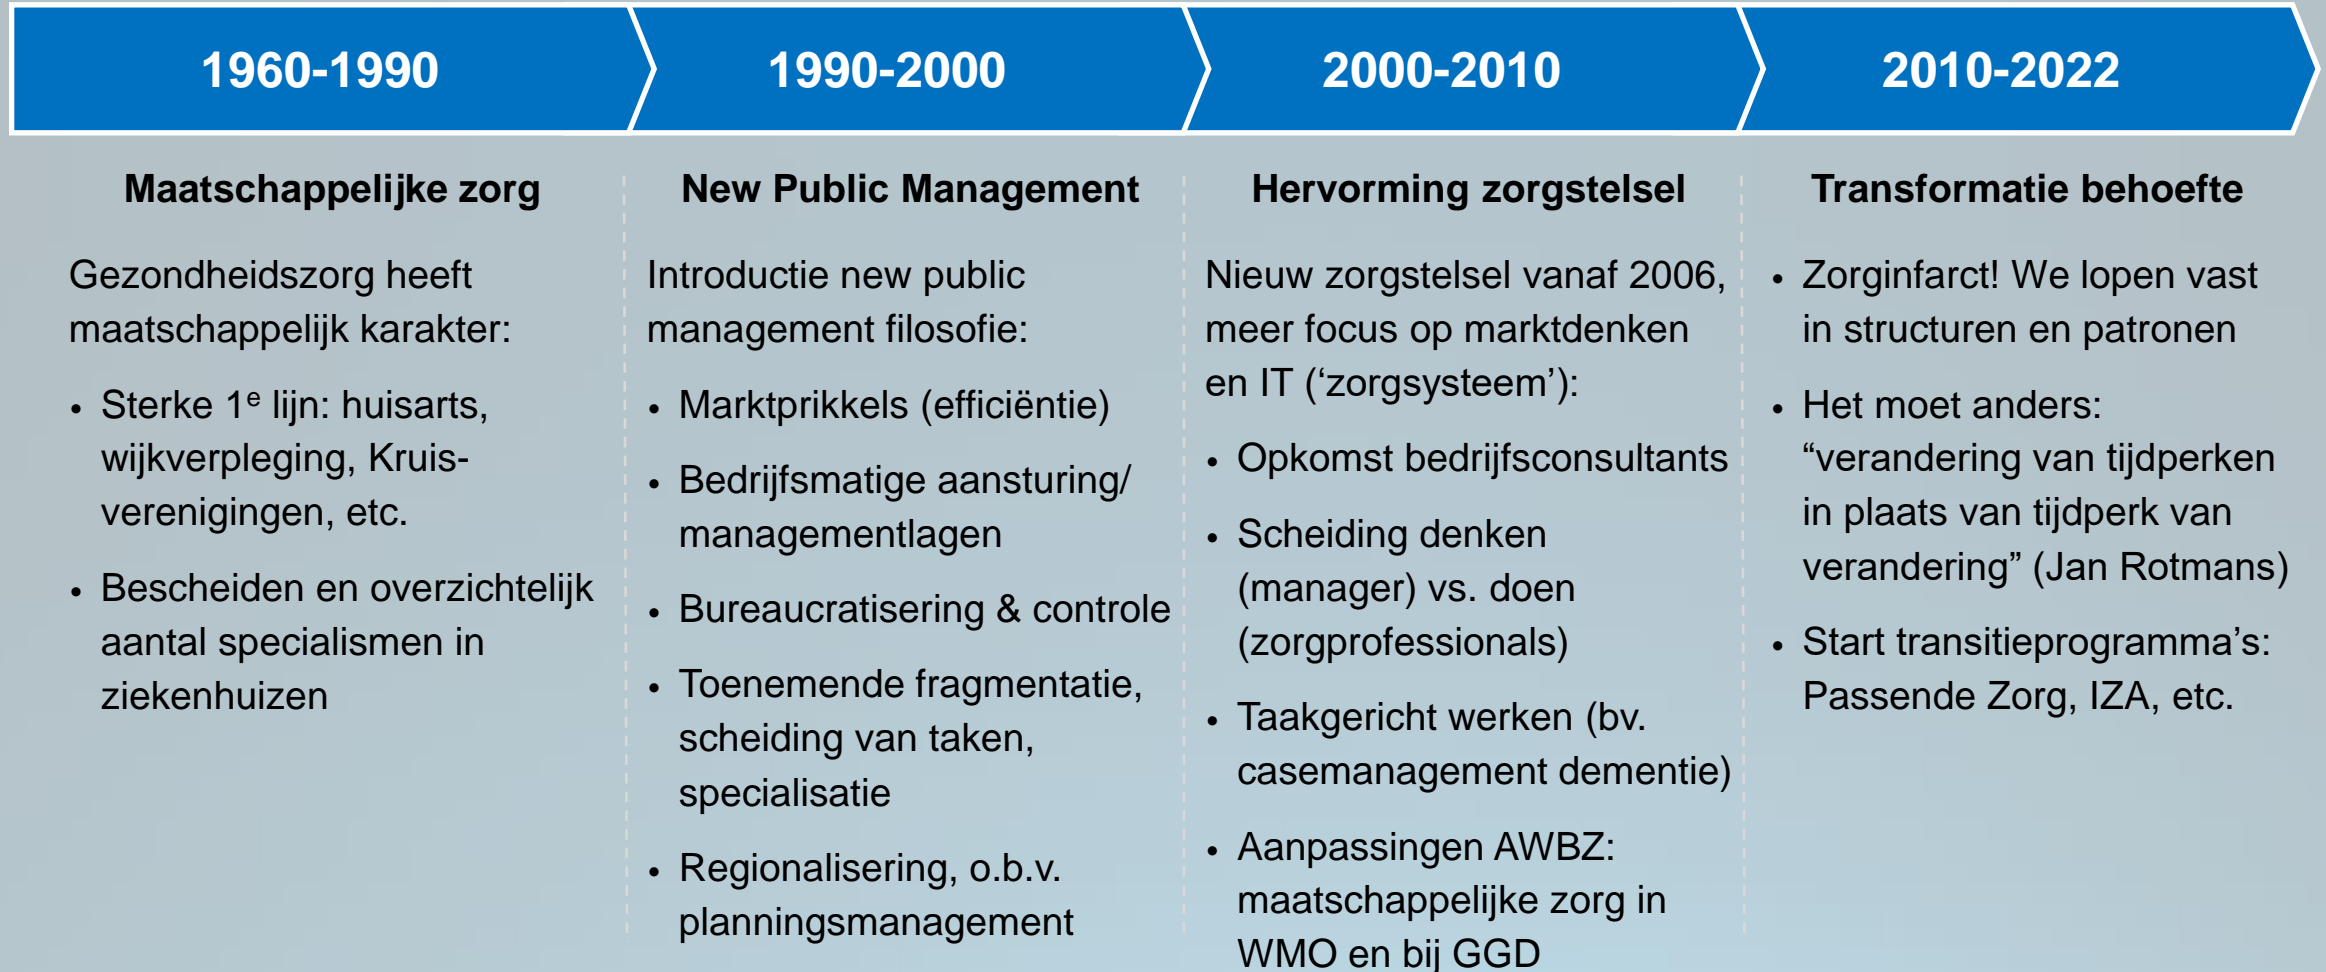 1960-1990
1990-2000
2000-2010
2010-2022
Maatschappelijke zorg
Gezondheidszorg heeft
maatschappelijk karakter:
• Sterke 1e lijn: huisarts,
wijkverpleging, Kruis-
verenigingen, etc.
• Bescheiden en overzichtelijk
aantal specialismen in
ziekenhuizen
New Public Management
Introductie new public
management filosofie:
• Marktprikkels (efficiëntie)
• Bedrijfsmatige aansturing/
managementlagen
• Bureaucratisering & controle
• Toenemende fragmentatie,
scheiding van taken,
specialisatie
• Regionalisering, o.b.v.
planningsmanagement
Hervorming zorgstelsel
Nieuw zorgstelsel vanaf 2006,
meer focus op marktdenken
en IT (‘zorgsysteem’):
• Opkomst bedrijfsconsultants
• Scheiding denken
(manager) vs. doen
(zorgprofessionals)
• Taakgericht werken (bv.
casemanagement dementie)
• Aanpassingen AWBZ:
maatschappelijke zorg in
WMO en bij GGD
Transformatie behoefte
• Zorginfarct! We lopen vast
in structuren en patronen
• Het moet anders:
“verandering van tijdperken
in plaats van tijdperk van
verandering” (Jan Rotmans)
• Start transitieprogramma’s:
Passende Zorg, IZA, etc.